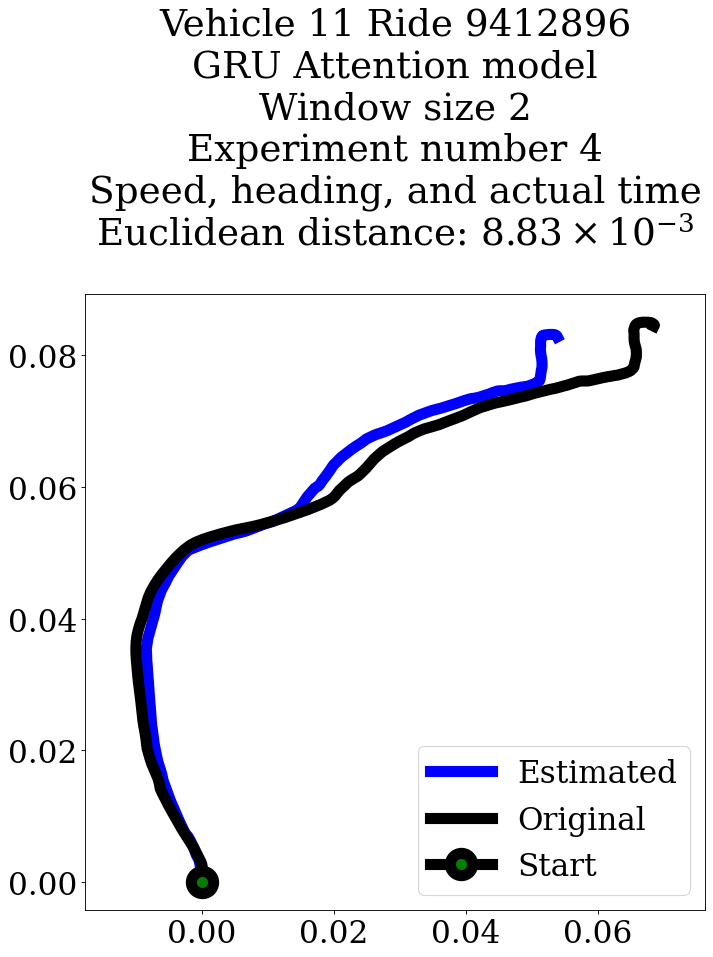 Vehicle 11 Ride 9412896
GRU Attention model
Window size 2
Experiment number 4
Speed, heading, and actual time
Euclidean distance: 8.83 × 10⁻³
0.08
0.06
0.04
0.02
0.00
Estimated
Original
Start
0.00 0.02 0.04 0.06